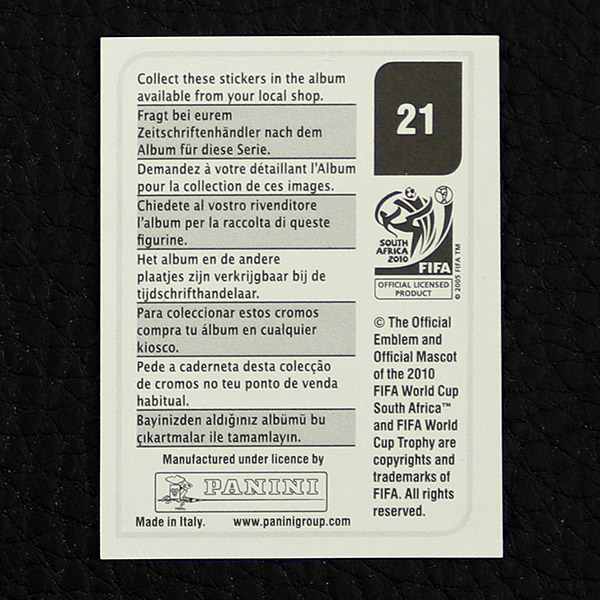 Collect these stickers in the album
available from your local shop.
Fragt bei eurem
Zeitschriftenhändler nach dem
Album für diese Serie.
Demandez à votre détaillant l'Album
pour la collection de ces images.
Chiedete al vostro rivenditore
l'album per la raccolta di queste
figurine.
Het album en de andere
plaatjes zijn verkrijgbaar bij de
tijdschrifthandelaar.
Para coleccionar estos cromos
compra tu álbum en cualquier
kiosco.
Pede a caderneta desta colecção
de cromos no teu ponto de venda
habitual.
Bayinizden aldığınız albümü bu
çıkartmalar ile tamamlayın.
Manufactured under licence by
PANINI
Made in Italy. www.paninigroup.com
21
SOUTH
AFRICA
2010
FIFA
© 2005 FIFA TM
OFFICIAL LICENSED
PRODUCT
© The Official
Emblem and
Official Mascot
of the 2010
FIFA World Cup
South Africa™
and FIFA World
Cup Trophy are
copyrights and
trademarks of
FIFA. All rights
reserved.